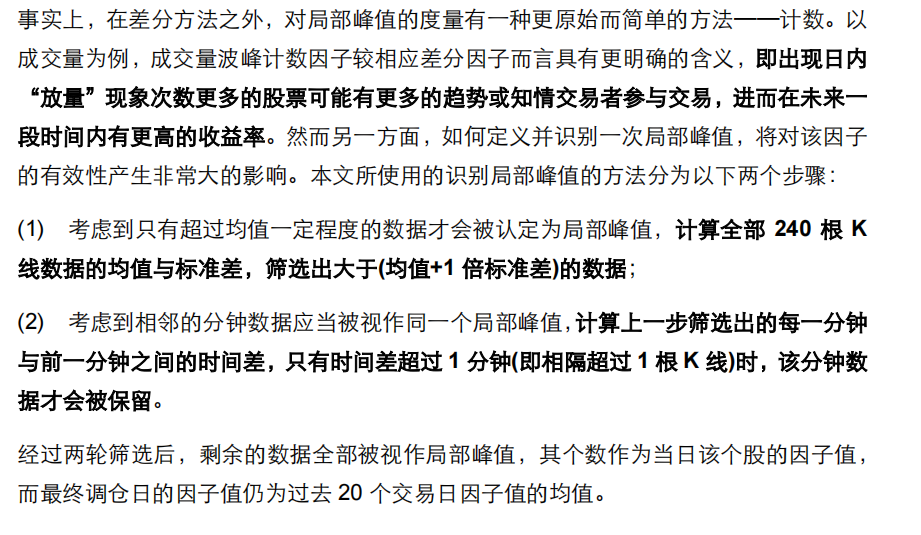 事实上，在差分方法之外，对局部峰值的度量有一种更原始而简单的方法——计数。以
成交量为例，成交量波峰计数因子较相应差分因子而言具有更明确的含义，即出现日内
“放量”现象次数更多的股票可能有更多的趋势或知情交易者参与交易，进而在未来一
段时间内有更高的收益率。然而另一方面，如何定义并识别一次局部峰值，将对该因子
的有效性产生非常大的影响。本文所使用的识别局部峰值的方法分为以下两个步骤：
(1) 考虑到只有超过均值一定程度的数据才会被认定为局部峰值，计算全部 240 根 K
线数据的均值与标准差，筛选出大于(均值+1 倍标准差)的数据；
(2) 考虑到相邻的分钟数据应当被视作同一个局部峰值，计算上一步筛选出的每一分钟
与前一分钟之间的时间差，只有时间差超过 1 分钟(即相隔超过 1 根 K 线)时，该分钟数
据才会被保留。
经过两轮筛选后，剩余的数据全部被视作局部峰值，其个数作为当日该个股的因子值，
而最终调仓日的因子值仍为过去 20 个交易日因子值的均值。